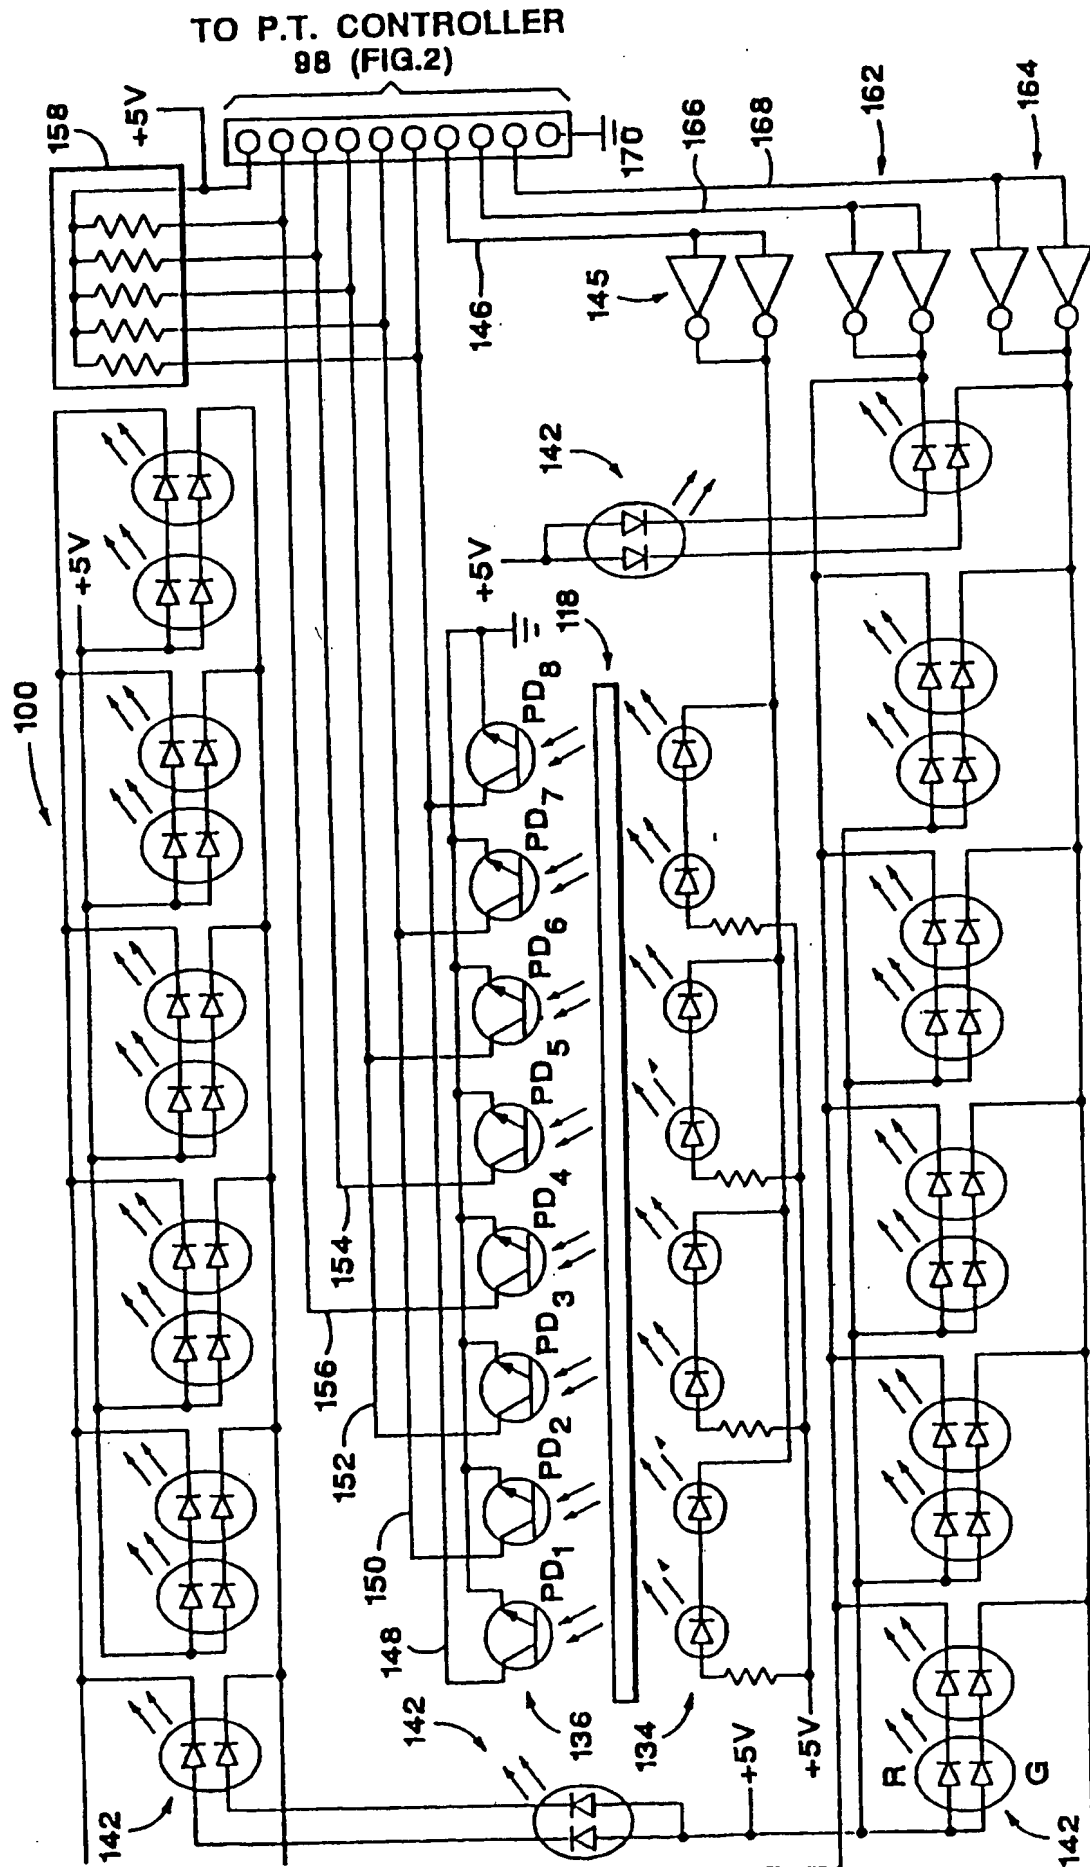 TO P.T. CONTROLLER
98 (FIG.2)
158
+5V
170
166
168
162
164
146
145
100
+5V
+5V
142
118
PD8
PD7
PD6
PD5
PD4
PD3
PD2
PD1
154
156
152
150
148
136
134
142
142
+5V
+5V
R
G
142